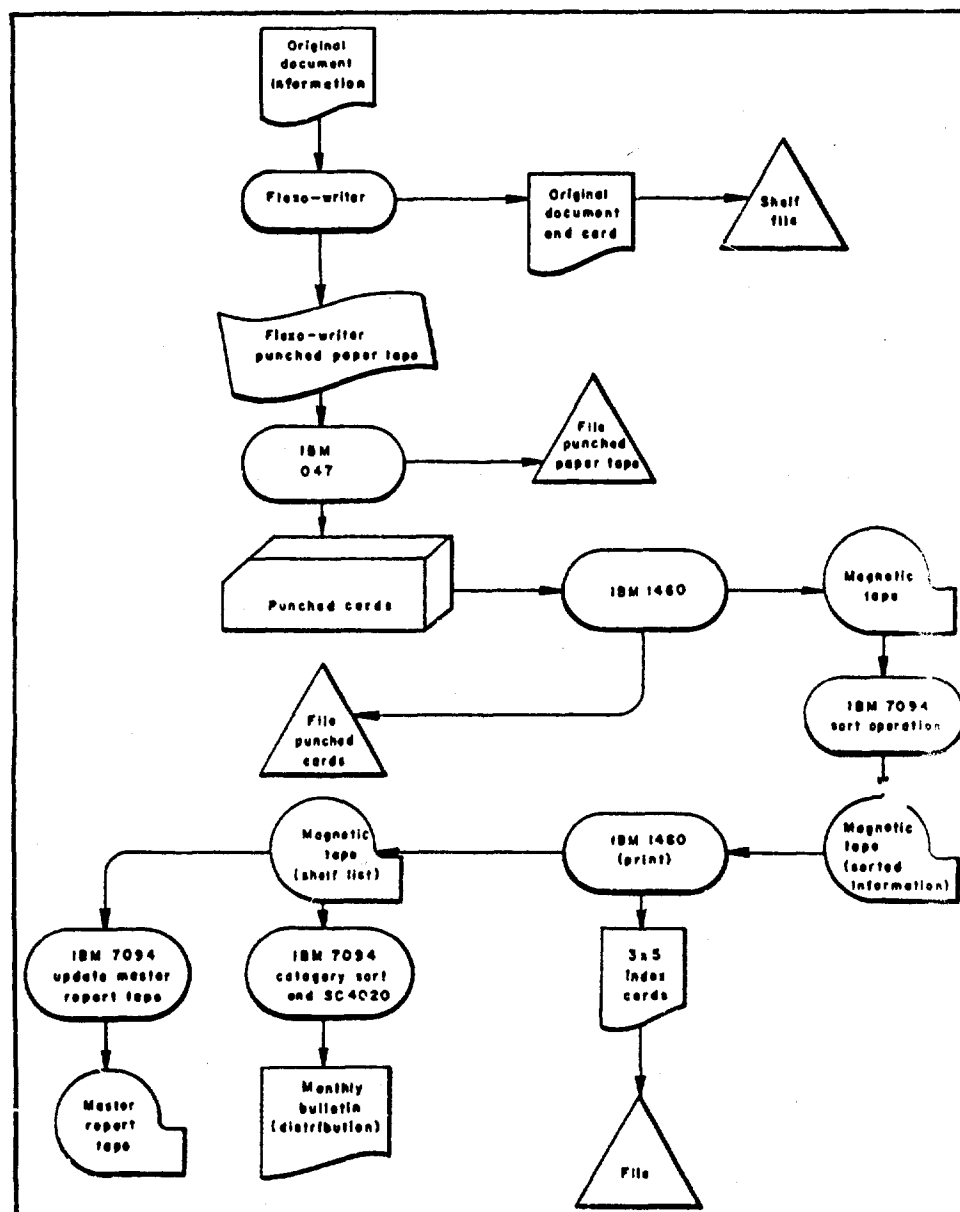 Original
document
information
Flexo-writer
Original
document
and card
Shelf
file
Flexo-writer
punched paper tape
IBM
047
File
punched
paper tape
Punched cards
IBM 1460
Magnetic
tape
File
punched
cards
IBM 7094
sort operation
Magnetic
tape
(shelf list)
IBM 1460
(print)
Magnetic
tape
(sorted
information)
IBM 7094
update master
report tape
IBM 7094
category sort
and SC4020
3x5
Index
cards
Master
report
tape
Monthly
bulletin
(distribution)
File